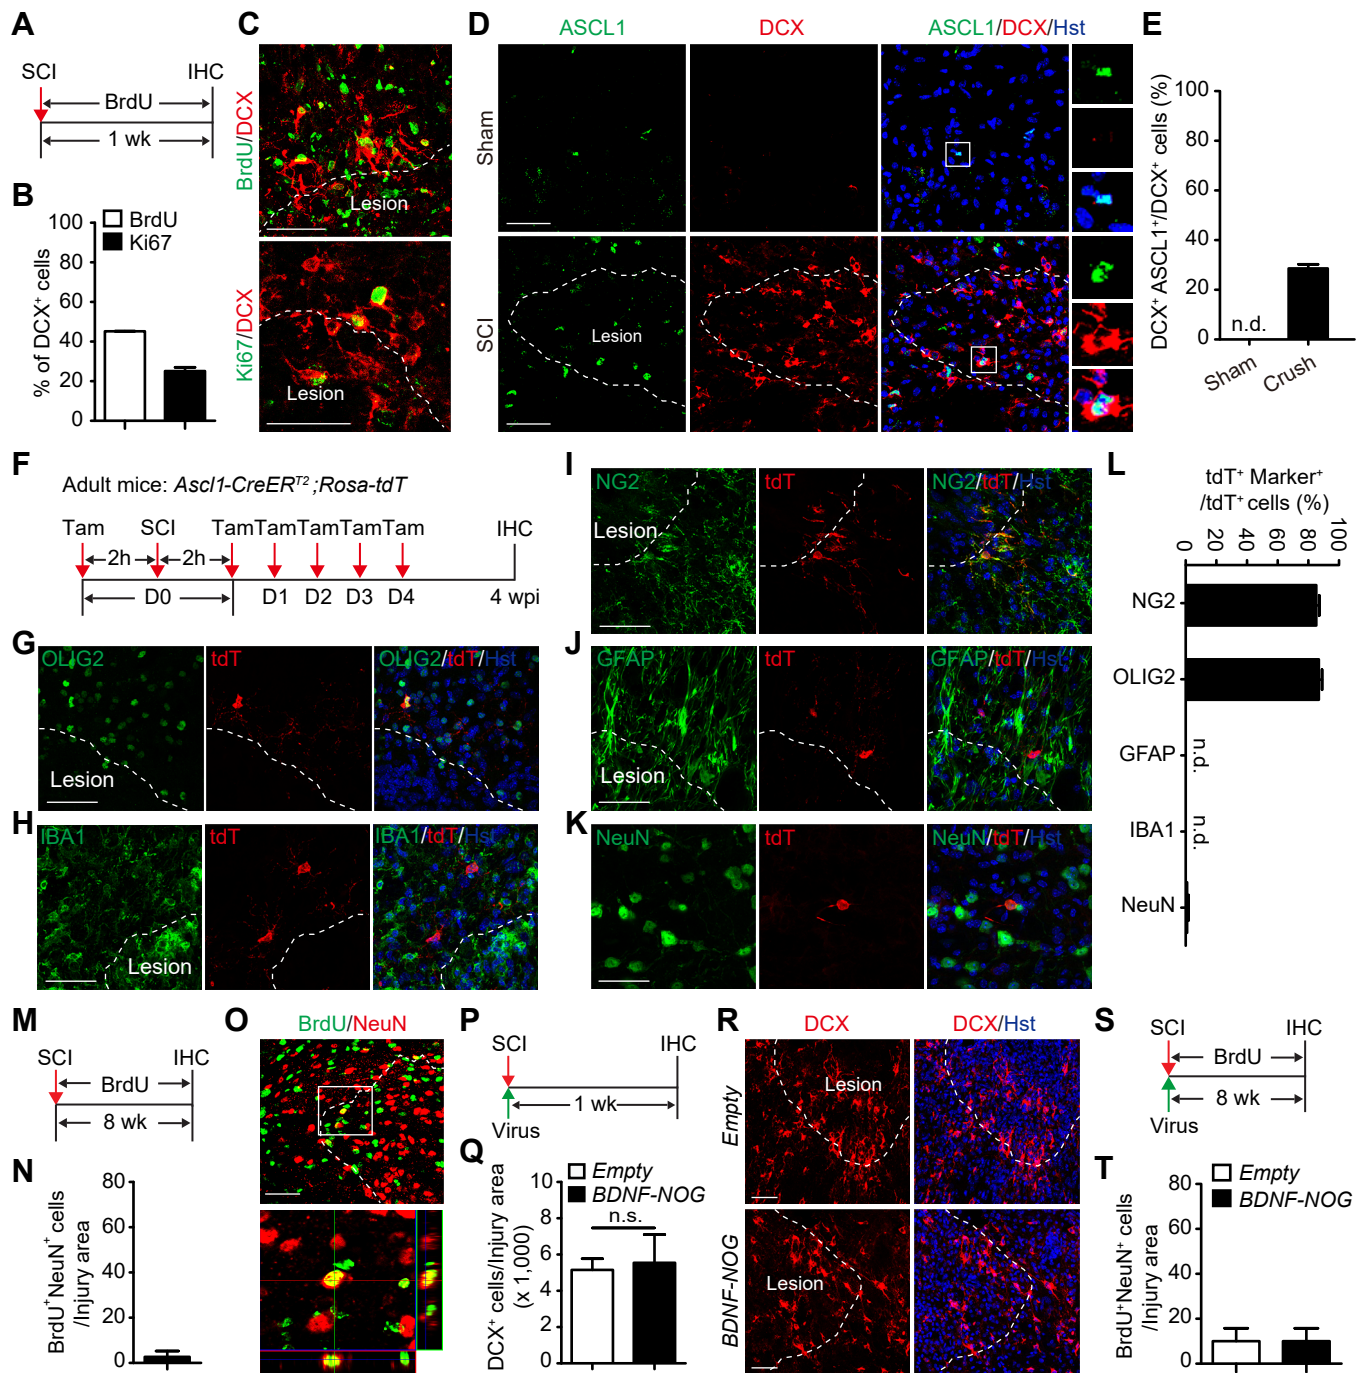 A
SCI
IHC
BrdU
1 wk
B
BrdU
Ki67
% of DCX⁺ cells
100
80
60
40
20
0
C
BrdU/DCX
Lesion
Ki67/DCX
Lesion
D
ASCL1
DCX
ASCL1/DCX/Hst
Sham
SCI
Lesion
E
DCX⁺ ASCL1⁺/DCX⁺ cells (%)
100
80
60
40
20
0
n.d.
Sham
Crush
F
Adult mice: Ascl1-CreERᵀ²;Rosa-tdT
Tam
SCI
Tam Tam Tam Tam Tam
IHC
2h
2h
D0
D1
D2
D3
D4
4 wpi
G
OLIG2
tdT
OLIG2/tdT/Hst
Lesion
H
IBA1
tdT
IBA1/tdT/Hst
Lesion
I
NG2
tdT
NG2/tdT/Hst
Lesion
J
GFAP
tdT
GFAP/tdT/Hst
Lesion
K
NeuN
tdT
NeuN/tdT/Hst
L
tdT⁺ Marker⁺
/tdT⁺ cells (%)
0
20
40
60
80
100
NG2
OLIG2
GFAP
n.d.
IBA1
n.d.
NeuN
M
SCI
IHC
BrdU
8 wk
N
BrdU⁺NeuN⁺ cells
/Injury area
80
60
40
20
0
O
BrdU/NeuN
P
SCI
IHC
1 wk
Virus
Q
Empty
BDNF-NOG
n.s.
DCX⁺ cells/Injury area
(x 1,000)
10
8
6
4
2
0
R
DCX
DCX/Hst
Empty
Lesion
BDNF-NOG
Lesion
S
SCI
IHC
BrdU
8 wk
Virus
T
Empty
BDNF-NOG
BrdU⁺NeuN⁺ cells
/Injury area
80
60
40
20
0